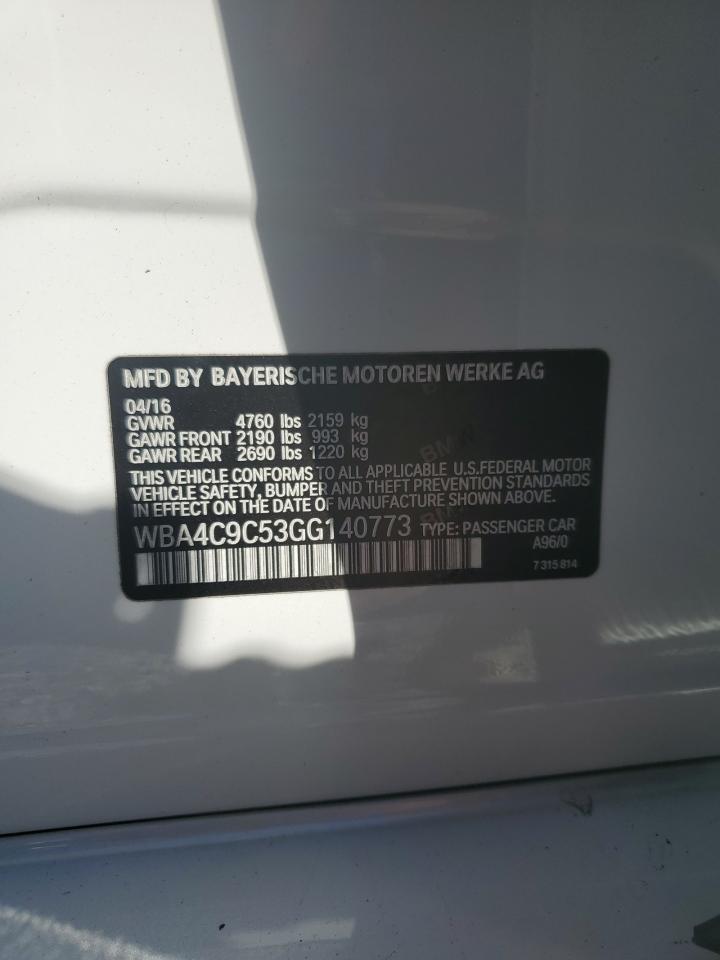 MFD BY BAYERISCHE MOTOREN WERKE AG
04/16
GVWR 4760 lbs 2159 kg
GAWR FRONT 2190 lbs 993 kg
GAWR REAR 2690 lbs 1220 kg
THIS VEHICLE CONFORMS TO ALL APPLICABLE U.S.FEDERAL MOTOR
VEHICLE SAFETY, BUMPER AND THEFT PREVENTION STANDARDS
IN EFFECT ON THE DATE OF MANUFACTURE SHOWN ABOVE.
WBA4C9C53GG140773 TYPE: PASSENGER CAR
A96/0
7 315 814
BMW
BMW